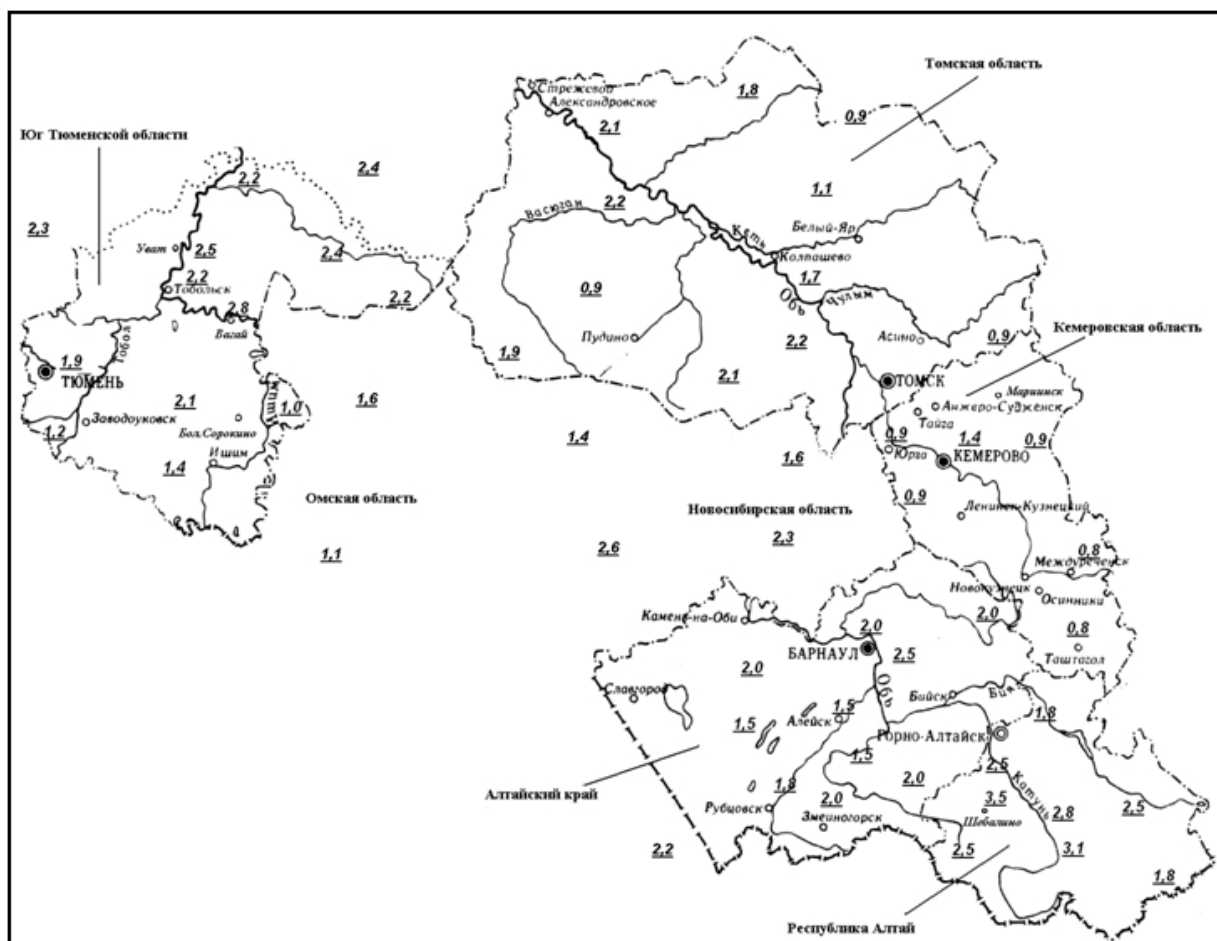 Томская область
Стрежевой
Александровское
1,8
0,9
2,1
Юг Тюменской области
2,4
2,2
1,1
Васюган
2,2
2,3
Белый-Яр
Кеть
Уват
2,5
2,4
Колпашево
1,7
2,2
Тобольск
0,9
Обь
Чулым
2,2
2,8
Вагай
Кемеровская область
Тобол
Пудино
2,2
Асино
0,9
1,9
1,9
ТЮМЕНЬ
2,1
ТОМСК
Мариинск
2,1
Ишим
1,0
1,6
Анжеро-Судженск
Заводоуковск
Тайга
1,2
Бол.Сорокино
1,4
0,9
1,4
0,9
Ишим
Юрга
КЕМЕРОВО
1,4
1,6
Омская область
0,9
Новосибирская область
Ленинск-Кузнецкий
1,1
2,6
2,3
0,8
Междуреченск
Новокузнецк
Осинники
Камень-на-Оби
2,0
2,0
БАРНАУЛ
2,5
0,8
Таштагол
2,0
Славгород
Обь
Бийск
Бия
1,5
Алейск
1,5
1,8
Горно-Алтайск
1,5
2,5
Алтайский край
1,8
2,0
Катунь
Рубцовск
2,0
3,5
2,8
2,5
Змеиногорск
Шебалино
2,2
2,5
3,1
1,8
Республика Алтай